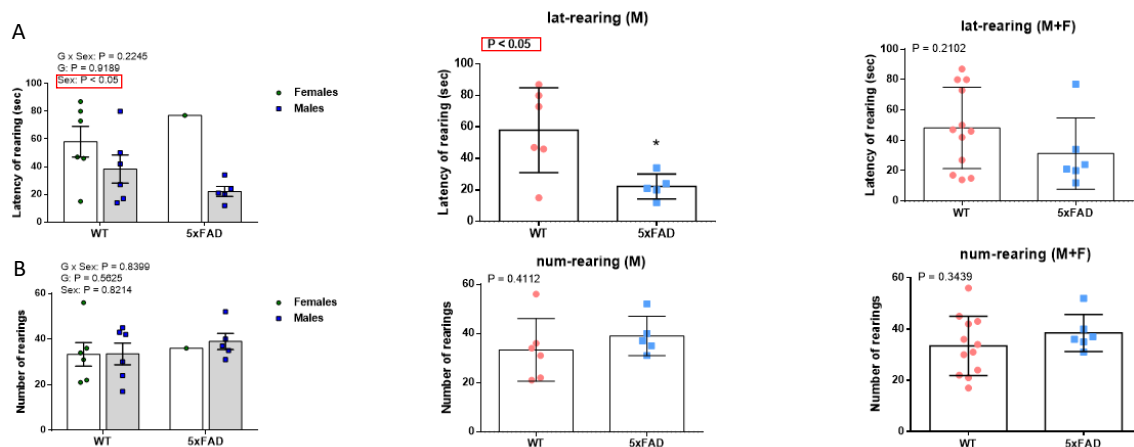 A
G x Sex: P = 0.2245
G: P = 0.9189
Sex: P < 0.05
100
80
60
40
20
0
Latency of rearing (sec)
WT
5xFAD
Females
Males
lat-rearing (M)
P < 0.05
100
80
60
40
20
0
Latency of rearing (sec)
*
WT
5xFAD
lat-rearing (M+F)
P = 0.2102
100
80
60
40
20
0
Latency of rearing (sec)
WT
5xFAD
B
G x Sex: P = 0.8399
G: P = 0.5625
Sex: P = 0.8214
60
40
20
0
Number of rearings
WT
5xFAD
Females
Males
num-rearing (M)
P = 0.4112
60
40
20
0
Number of rearings
WT
5xFAD
num-rearing (M+F)
P = 0.3439
60
40
20
0
Number of rearings
WT
5xFAD